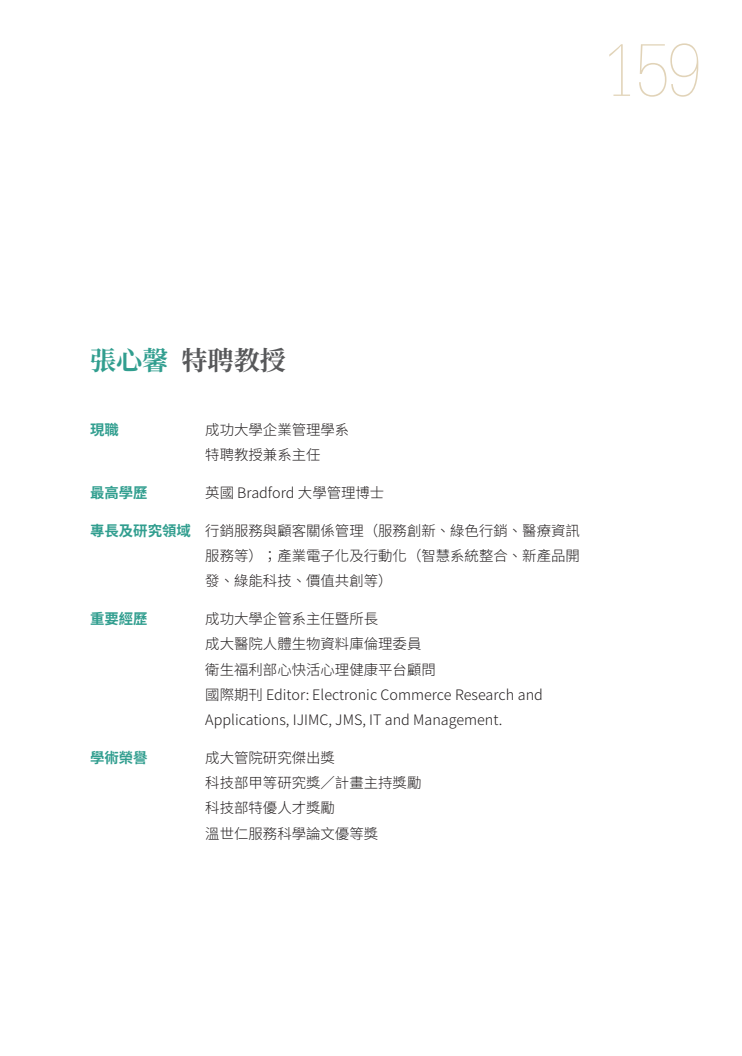 159
張心馨 特聘教授
現職 成功大學企業管理學系
特聘教授兼系主任
最高學歷 英國 Bradford 大學管理博士
專長及研究領域 行銷服務與顧客關係管理（服務創新、綠色行銷、醫療資訊
服務等）；產業電子化及行動化（智慧系統整合、新產品開
發、綠能科技、價值共創等）
重要經歷 成功大學企管系主任暨所長
成大醫院人體生物資料庫倫理委員
衛生福利部心快活心理健康平台顧問
國際期刊 Editor: Electronic Commerce Research and
Applications, IJIMC, JMS, IT and Management.
學術榮譽 成大管院研究傑出獎
科技部甲等研究獎／計畫主持獎勵
科技部特優人才獎勵
溫世仁服務科學論文優等獎